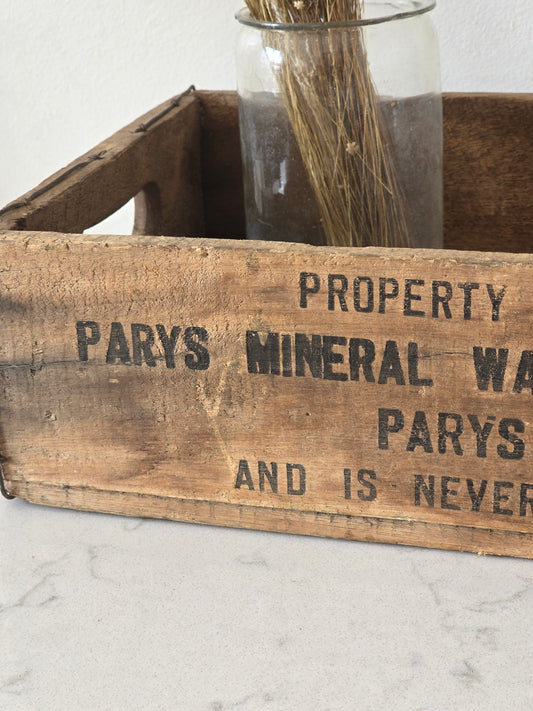 PROPERTY
PARYS MINERAL WA
PARYS
AND IS NEVER